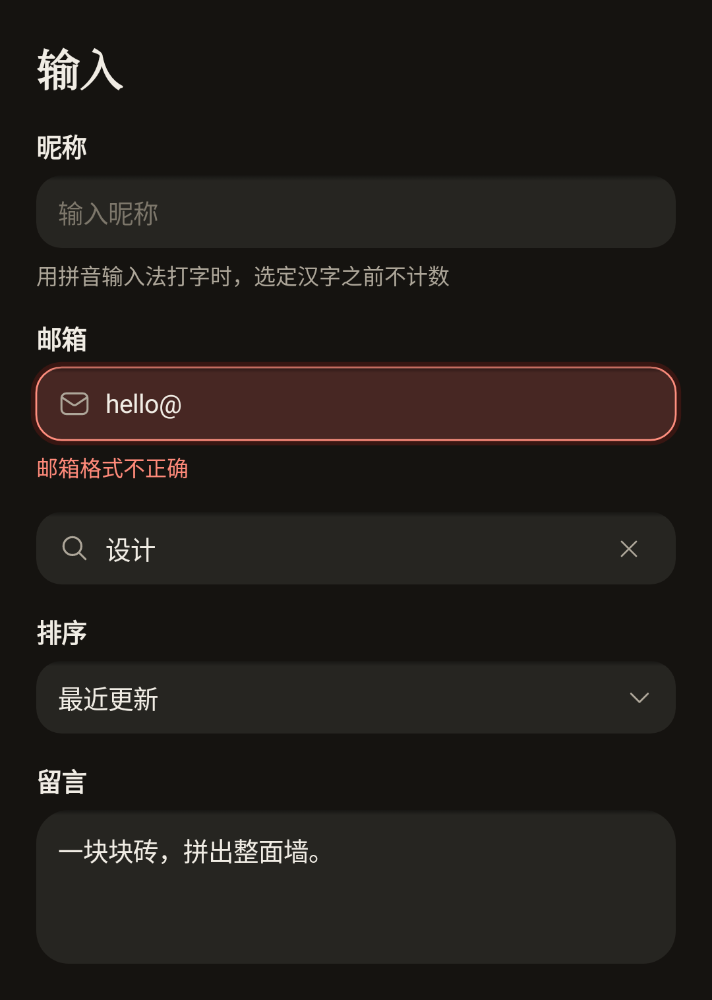 输入
昵称
输入昵称
用拼音输入法打字时，选定汉字之前不计数
邮箱
hello@
邮箱格式不正确
设计
排序
最近更新
留言
一块块砖，拼出整面墙。